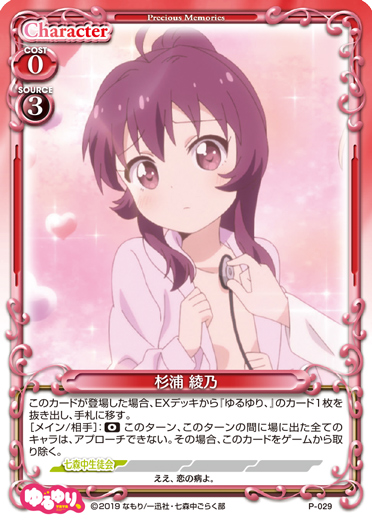 Precious Memories
Character
COST
0
SOURCE
3
杉浦 綾乃
このカードが登場した場合、EXデッキから『ゆるゆり、』のカード1枚を
抜き出し、手札に移す。
[メイン/相手]:0 このターン、このターンの間に場に出た全ての
キャラは、アプローチできない。その場合、このカードをゲームから取
り除く。
七森中生徒会
ええ、恋の病よ。
ゆるゆり、
©2019 なもり/一迅社・七森中ごらく部
P-029